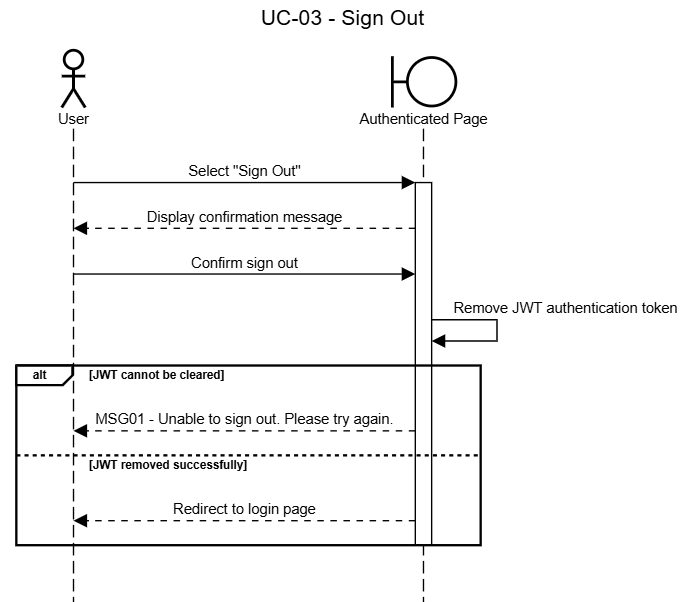 UC-03 - Sign Out
User
Authenticated Page
Select "Sign Out"
Display confirmation message
Confirm sign out
Remove JWT authentication token
alt
[JWT cannot be cleared]
MSG01 - Unable to sign out. Please try again.
[JWT removed successfully]
Redirect to login page